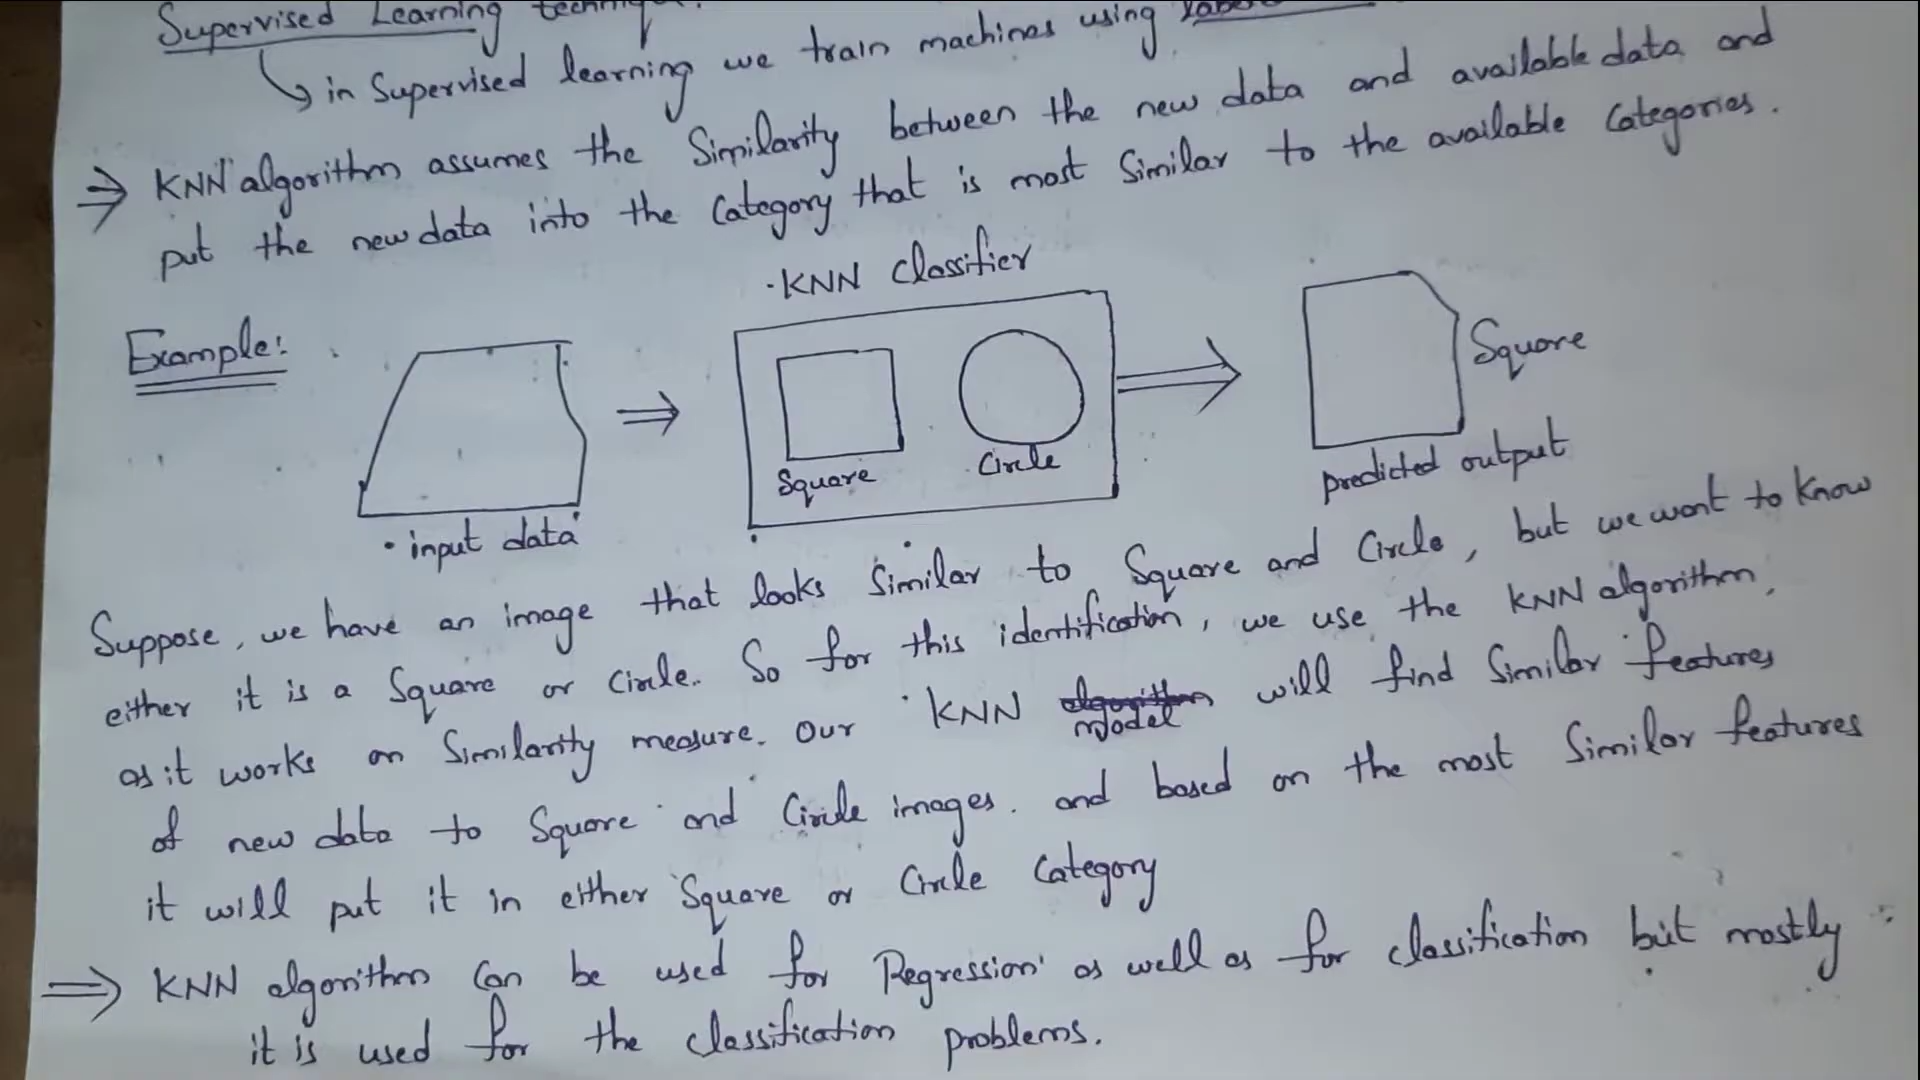 Supervised Learning
in Supervised learning we train machines using
⇒ KNN algorithm assumes the Similarity between the new data and available data and
put the new data into the Category that is most Similar to the available Categories.
Example:
KNN Classifier
Square
Circle
Square
input data
predicted output
Suppose, we have an image that looks Similar to Square and Circle, but we want to know
either it is a Square or Circle. So for this identification, we use the KNN algorithm,
as it works on Similarity measure. Our KNN algorithm model will find Similar features
of new data to Square and Circle images. and based on the most Similar features
it will put it in either Square or Circle Category
⇒ KNN algorithm Can be used for Regression as well as for classification but mostly
it is used for the classification problems.